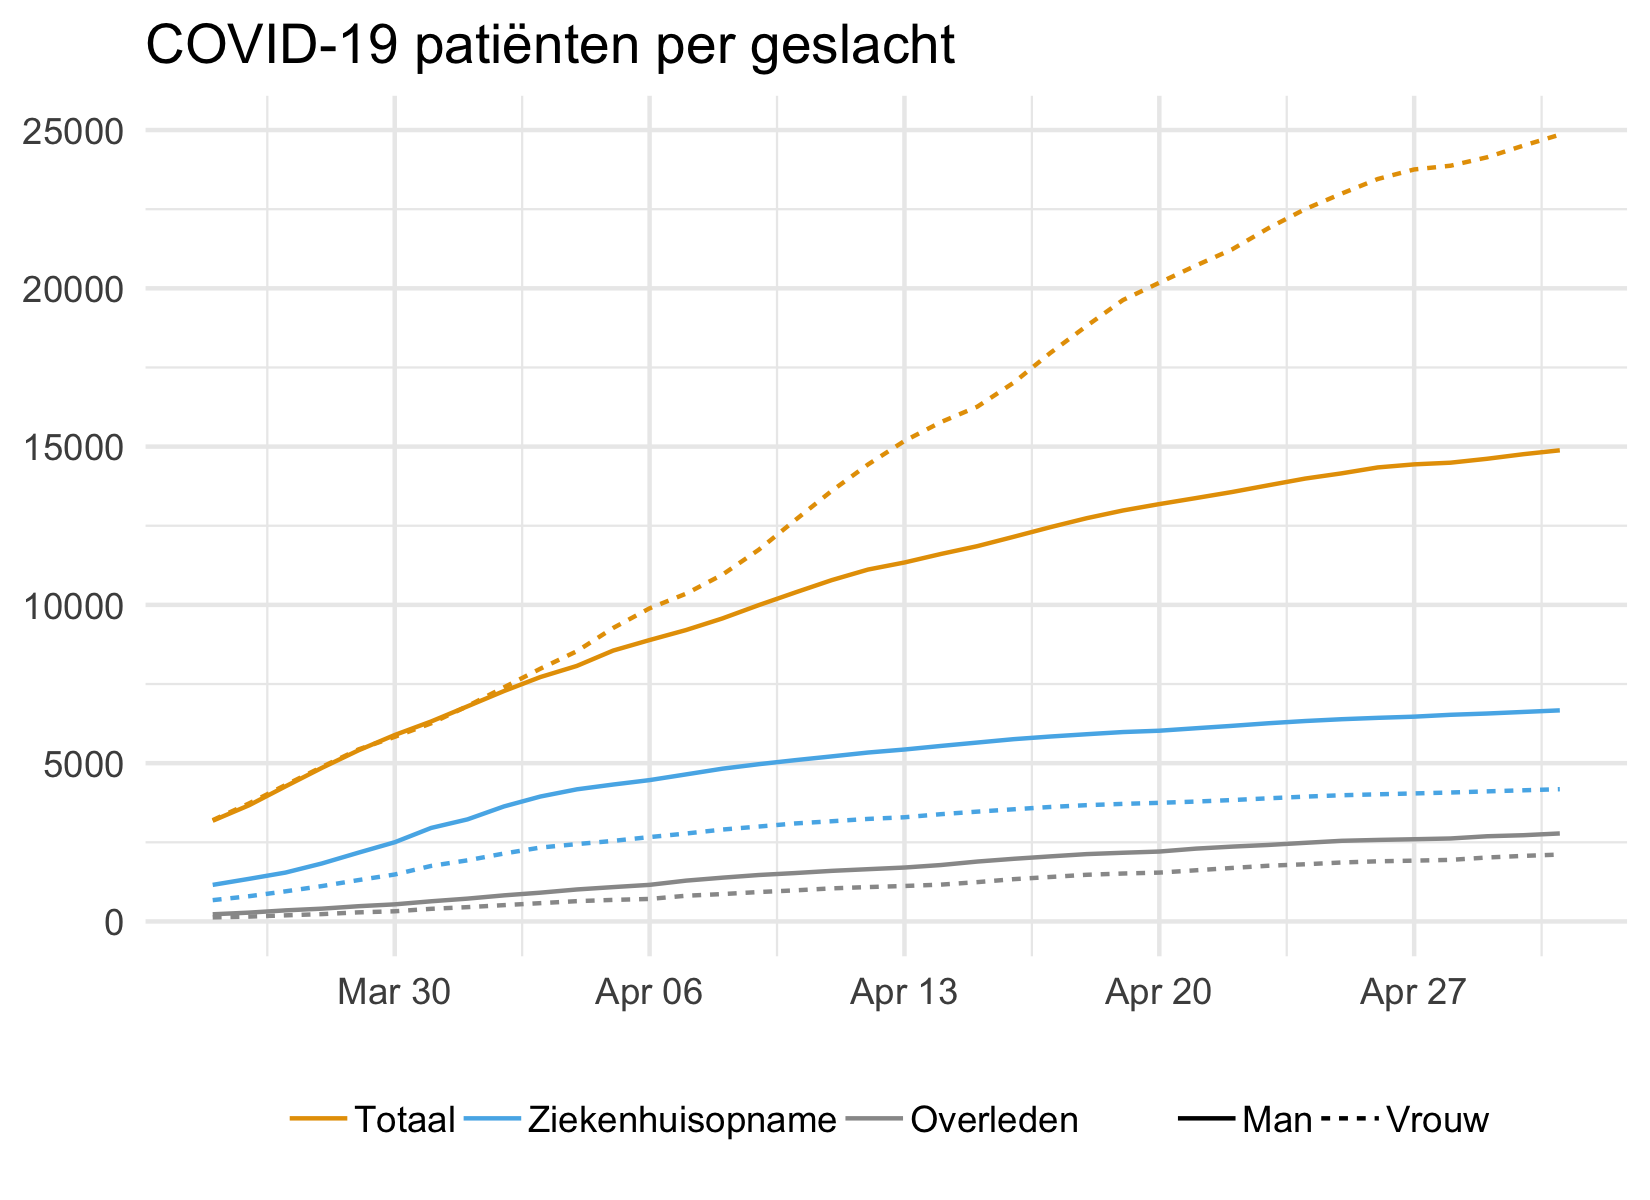 COVID-19 patiënten per geslacht
25000
20000
15000
10000
5000
0
Mar 30 Apr 06 Apr 13 Apr 20 Apr 27
Totaal Ziekenhuisopname Overleden Man Vrouw